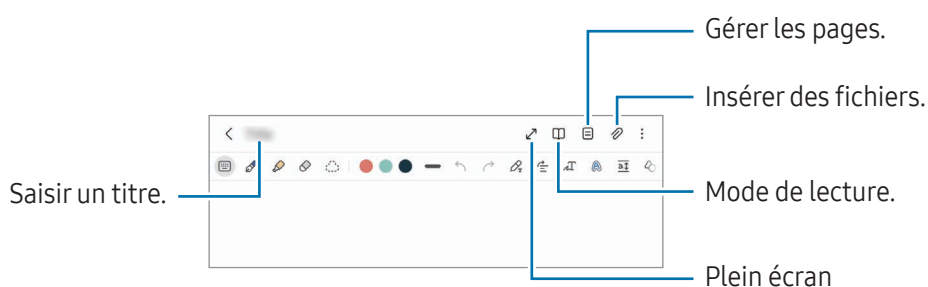 Gérer les pages.
Insérer des fichiers.
Saisir un titre.
Mode de lecture.
Plein écran